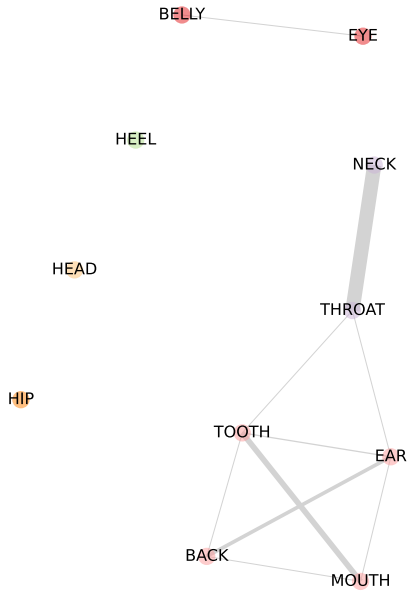 BELLY
EYE
HEEL
NECK
HEAD
THROAT
HIP
TOOTH
EAR
BACK
MOUTH